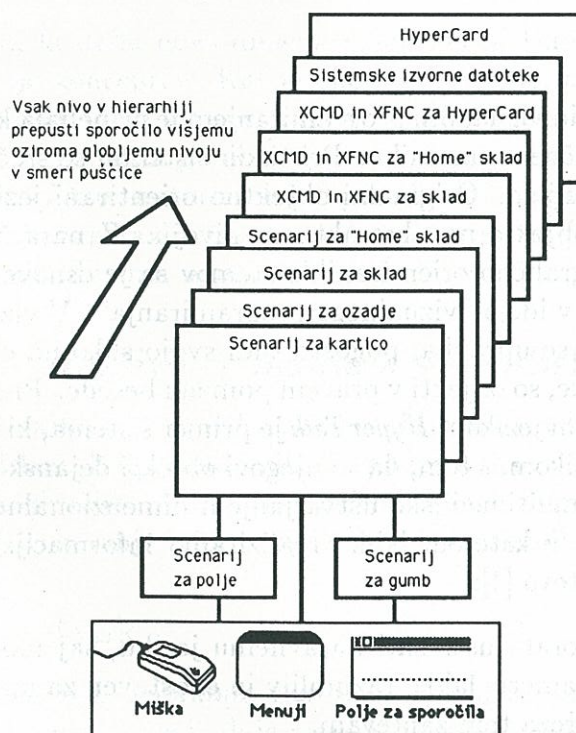 HyperCard
Sistemske izvorne datoteke
XCMD in XFNC za HyperCard
XCMD in XFNC za "Home" sklad
XCMD in XFNC za sklad
Scenarij za "Home" sklad
Scenarij za sklad
Scenarij za ozadje
Scenarij za kartico
Vsak nivo v hierarhiji
prepusti sporočilo višjemu
oziroma globljemu nivoju
v smeri puščice
Scenarij
za polje
Scenarij
za gumb
Miška
Menuji
Polje za sporočila